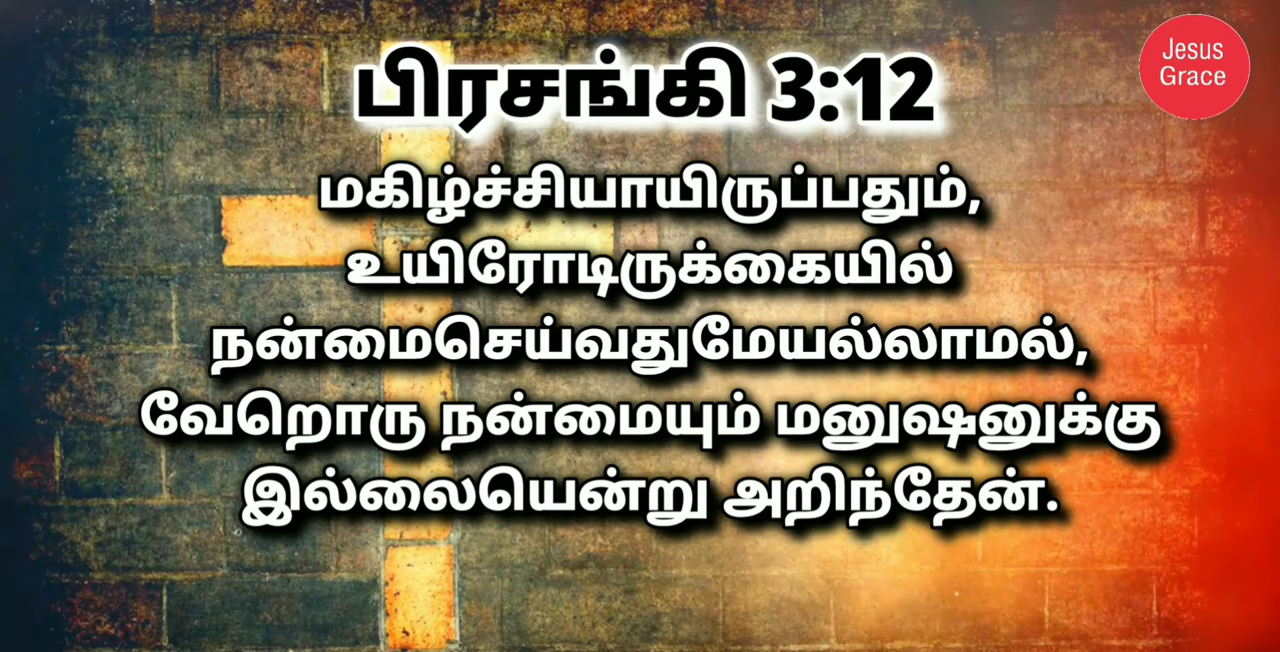 பிரசங்கி 3:12
Jesus
Grace
மகிழ்ச்சியாயிருப்பதும்,
உயிரோடிருக்கையில்
நன்மைசெய்வதுமேயல்லாமல்,
வேறொரு நன்மையும் மனுஷனுக்கு
இல்லையென்று அறிந்தேன்.